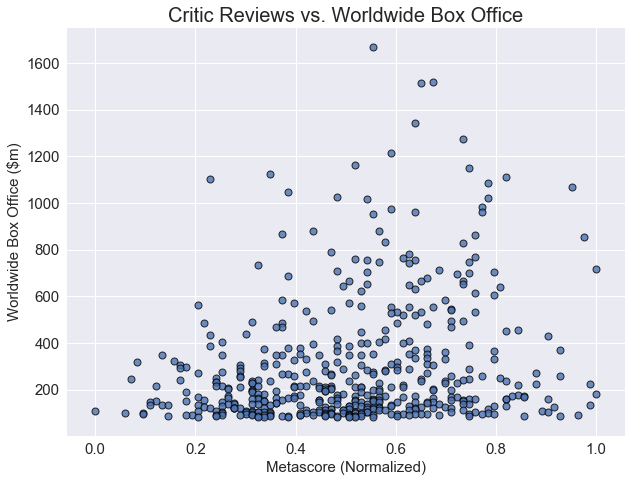 Critic Reviews vs. Worldwide Box Office
1600
1400
1200
1000
800
600
400
200
Worldwide Box Office ($m)
0.0 0.2 0.4 0.6 0.8 1.0
Metascore (Normalized)